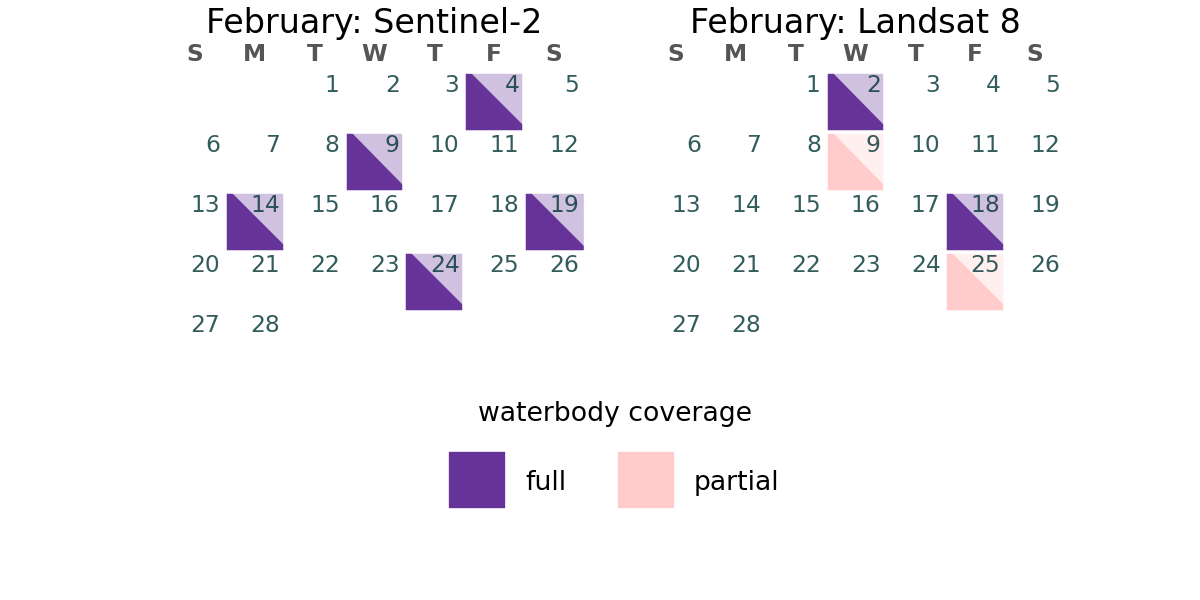 February: Sentinel-2
S M T W T F S
1 2 3 4 5
6 7 8 9 10 11 12
13 14 15 16 17 18 19
20 21 22 23 24 25 26
27 28
February: Landsat 8
S M T W T F S
1 2 3 4 5
6 7 8 9 10 11 12
13 14 15 16 17 18 19
20 21 22 23 24 25 26
27 28
waterbody coverage
full
partial